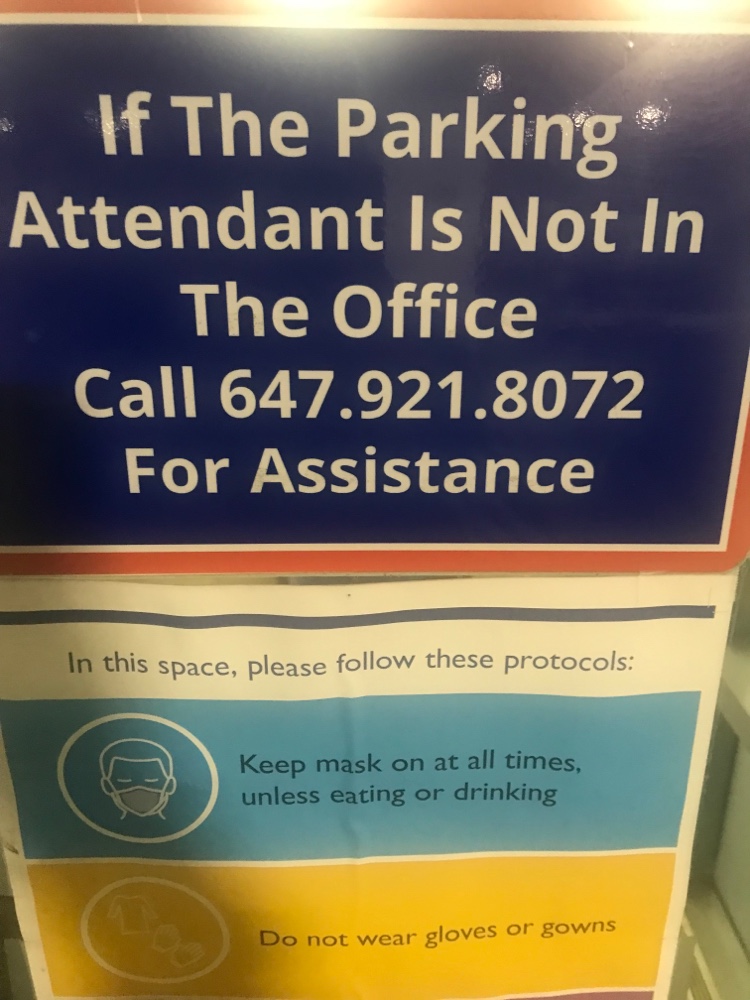 If The Parking
Attendant Is Not In
The Office
Call 647.921.8072
For Assistance
In this space, please follow these protocols:
Keep mask on at all times,
unless eating or drinking
Do not wear gloves or gowns